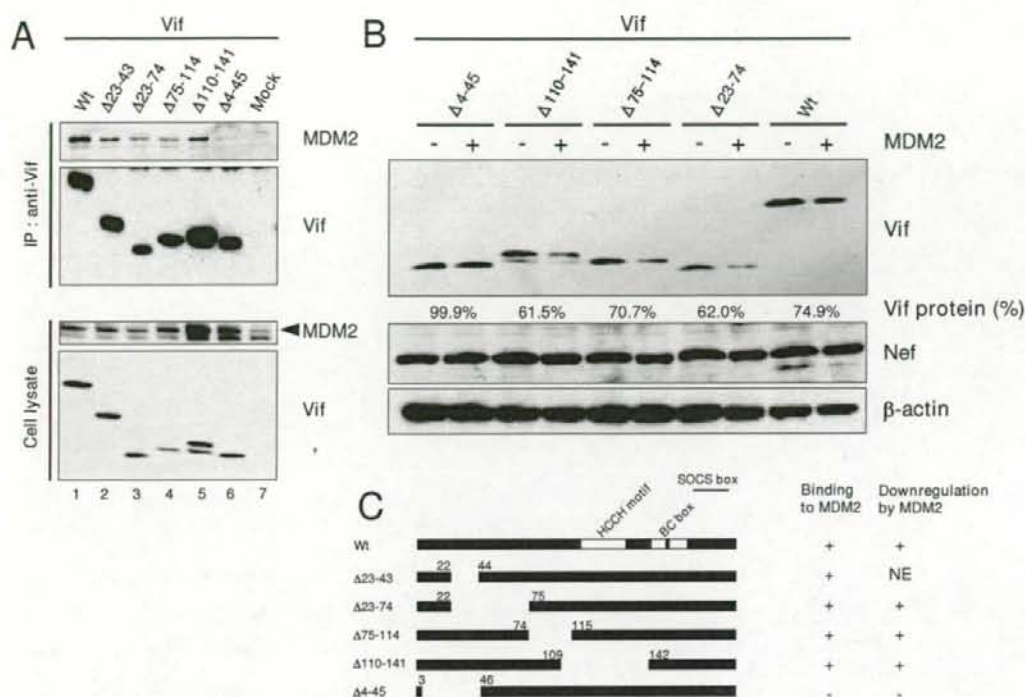 A
Vif
Wt Δ23-43 Δ23-74 Δ75-114 Δ110-141 Δ4-45 Mock
IP : anti-Vif
MDM2
Vif
Cell lysate
MDM2
Vif
1 2 3 4 5 6 7
B
Vif
Δ4-45 Δ110-141 Δ75-114 Δ23-74 Wt
- + - + - + - + - + MDM2
Vif
99.9% 61.5% 70.7% 62.0% 74.9% Vif protein (%)
Nef
β-actin
C
HCCH motif BC box SOCS box
Binding to MDM2
Downregulation by MDM2
Wt + +
Δ23-43 22 44 + NE
Δ23-74 22 75 + +
Δ75-114 74 115 + +
Δ110-141 109 142 + +
Δ4-45 3 46 - -